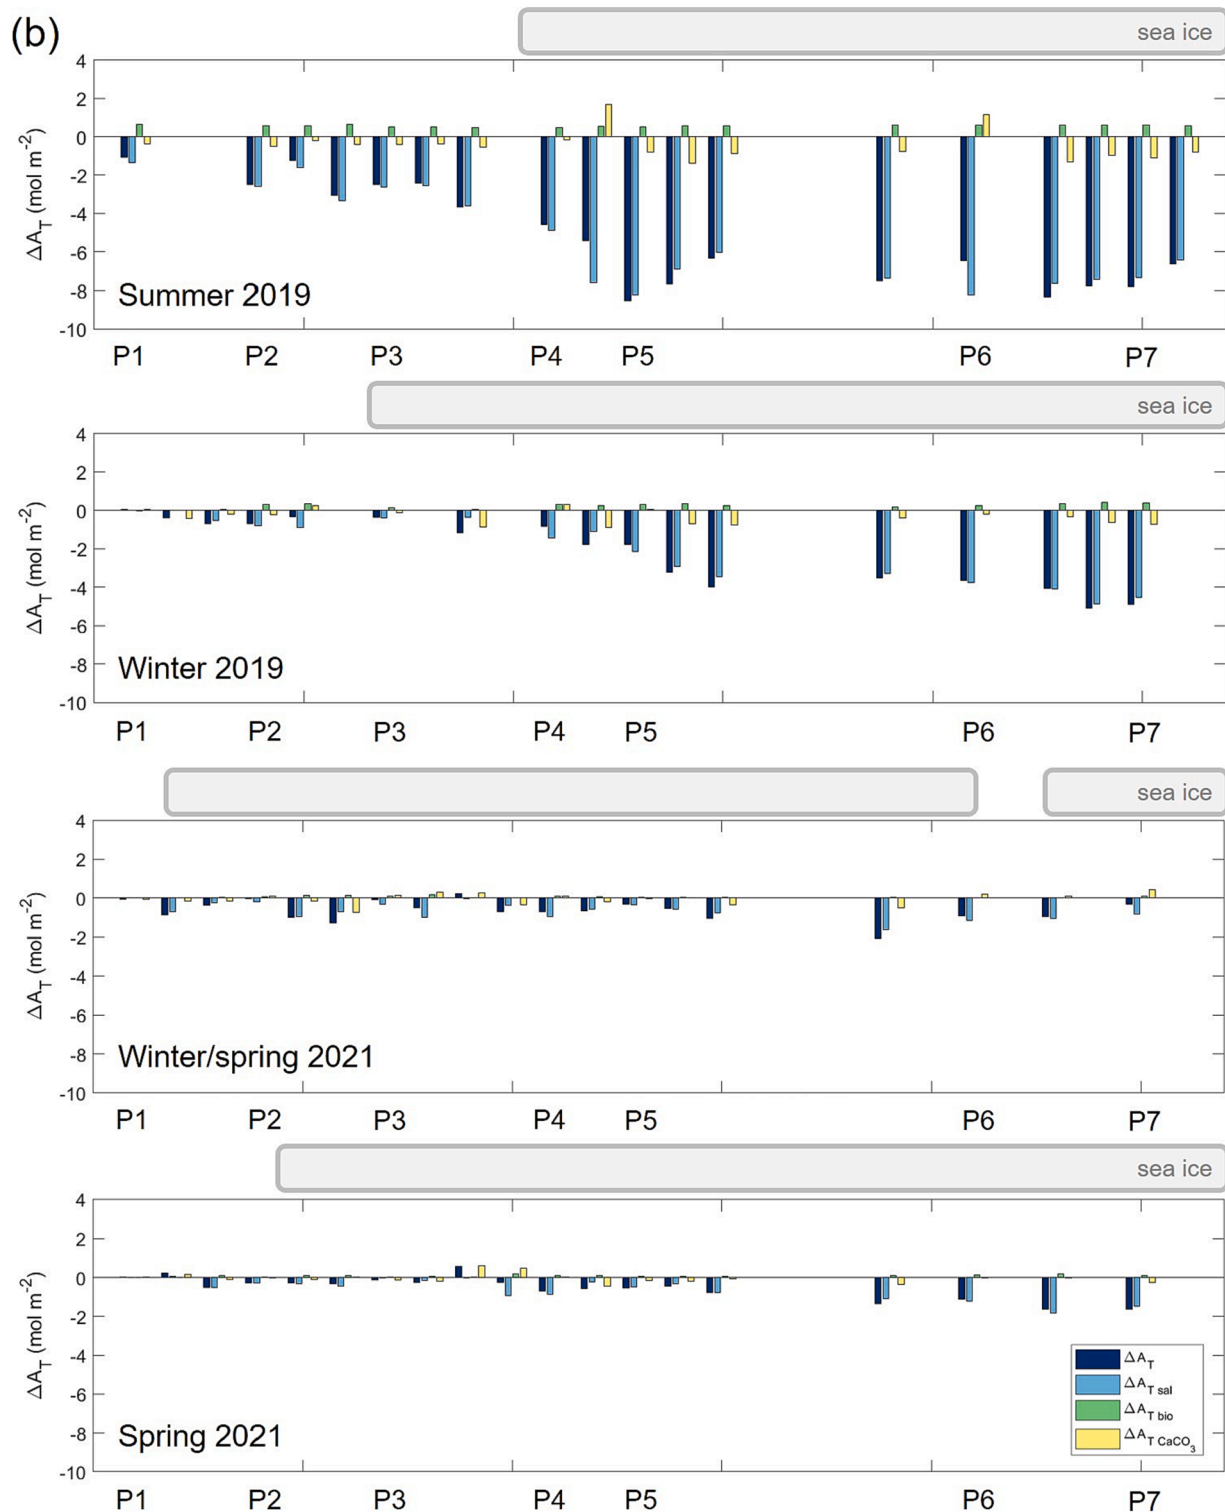 (b)
sea ice
4
2
0
-2
-4
-6
-8
-10
ΔA_T (mol m⁻²)
Summer 2019
P1 P2 P3 P4 P5 P6 P7
sea ice
4
2
0
-2
-4
-6
-8
-10
ΔA_T (mol m⁻²)
Winter 2019
P1 P2 P3 P4 P5 P6 P7
sea ice
4
2
0
-2
-4
-6
-8
-10
ΔA_T (mol m⁻²)
Winter/spring 2021
P1 P2 P3 P4 P5 P6 P7
sea ice
4
2
0
-2
-4
-6
-8
-10
ΔA_T (mol m⁻²)
Spring 2021
ΔA_T
ΔA_T sal
ΔA_T bio
ΔA_T CaCO₃
P1 P2 P3 P4 P5 P6 P7